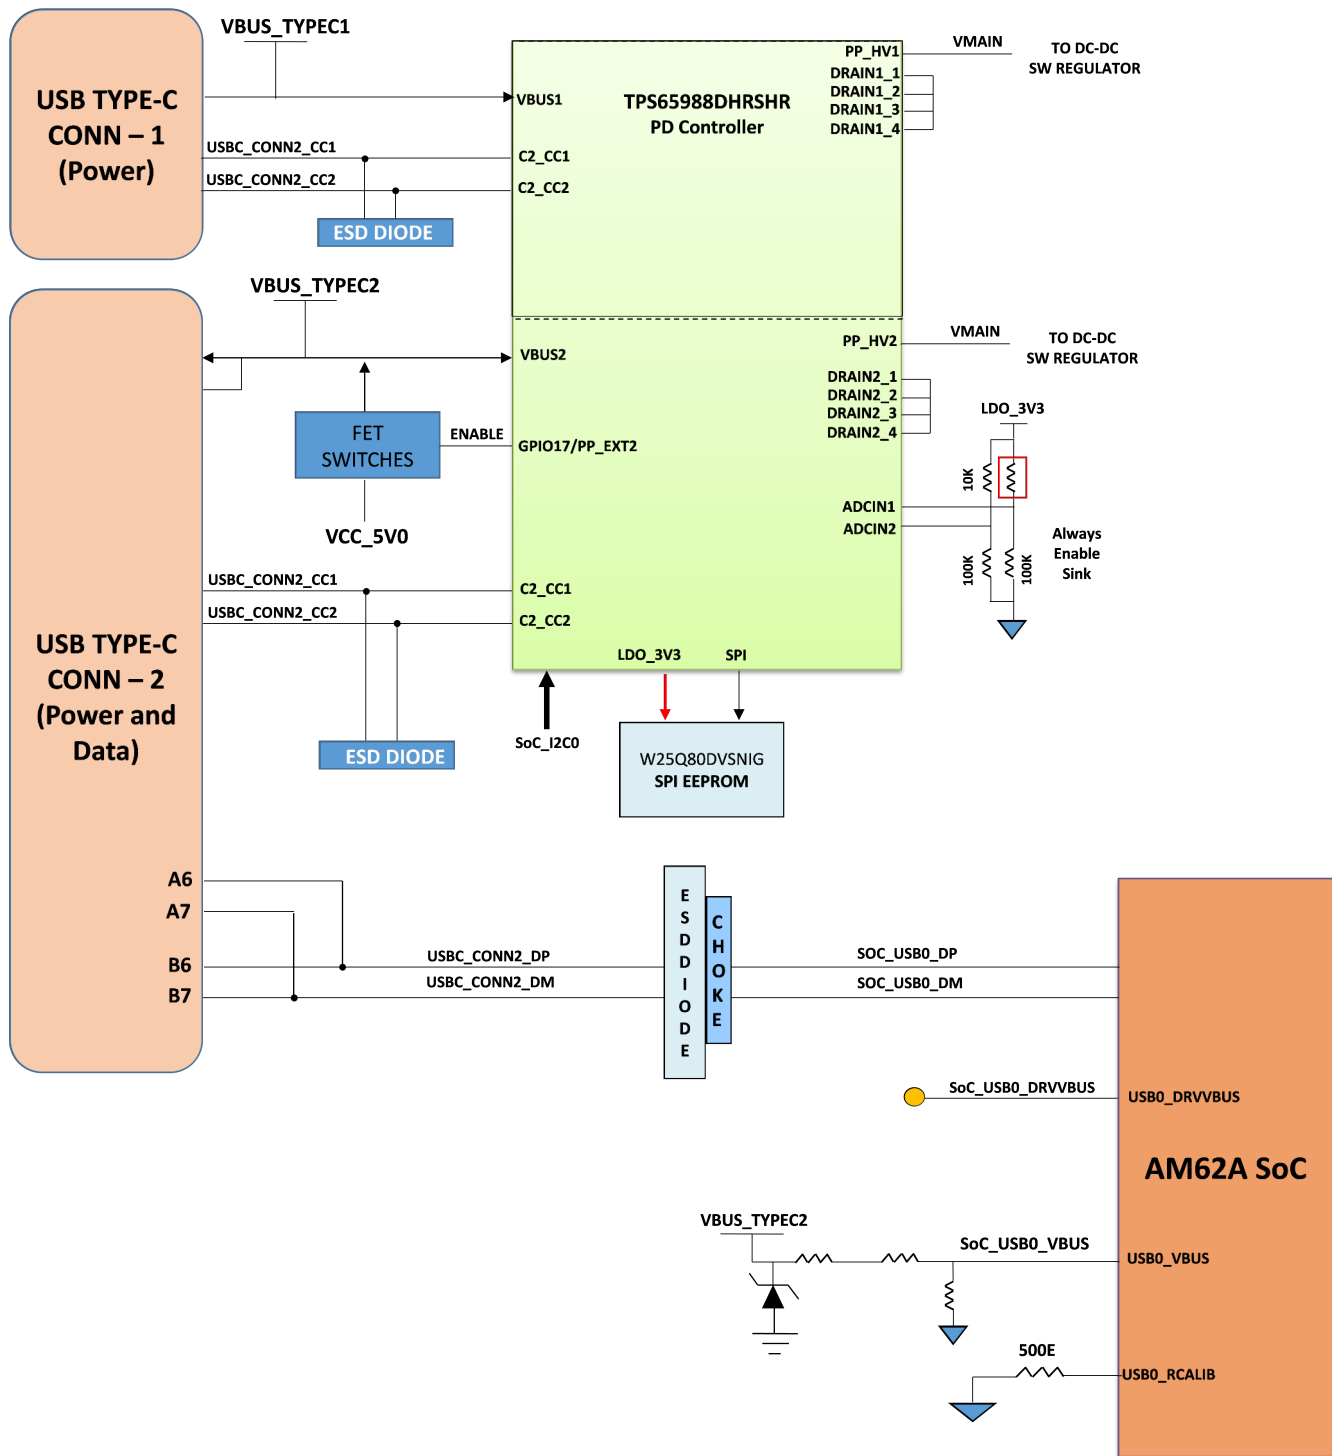 VBUS_TYPEC1
USB TYPE-C
CONN – 1
(Power)
VBUS1
TPS65988DHRSHR
PD Controller
PP_HV1
DRAIN1_1
DRAIN1_2
DRAIN1_3
DRAIN1_4
VMAIN
TO DC-DC
SW REGULATOR
USBC_CONN2_CC1
USBC_CONN2_CC2
C2_CC1
C2_CC2
ESD DIODE
VBUS_TYPEC2
VBUS2
PP_HV2
VMAIN
TO DC-DC
SW REGULATOR
DRAIN2_1
DRAIN2_2
DRAIN2_3
DRAIN2_4
LDO_3V3
FET
SWITCHES
ENABLE
GPIO17/PP_EXT2
10K
ADCIN1
ADCIN2
VCC_5V0
Always
Enable
Sink
100K
100K
USBC_CONN2_CC1
USBC_CONN2_CC2
C2_CC1
C2_CC2
USB TYPE-C
CONN – 2
(Power and
Data)
LDO_3V3
SPI
SoC_I2C0
ESD DIODE
W25Q80DVSNIG
SPI EEPROM
A6
A7
B6
B7
USBC_CONN2_DP
USBC_CONN2_DM
ESDDIODE
CHOKE
SOC_USB0_DP
SOC_USB0_DM
SoC_USB0_DRVVBUS
USB0_DRVVBUS
AM62A SoC
VBUS_TYPEC2
SoC_USB0_VBUS
USB0_VBUS
500E
USB0_RCALIB